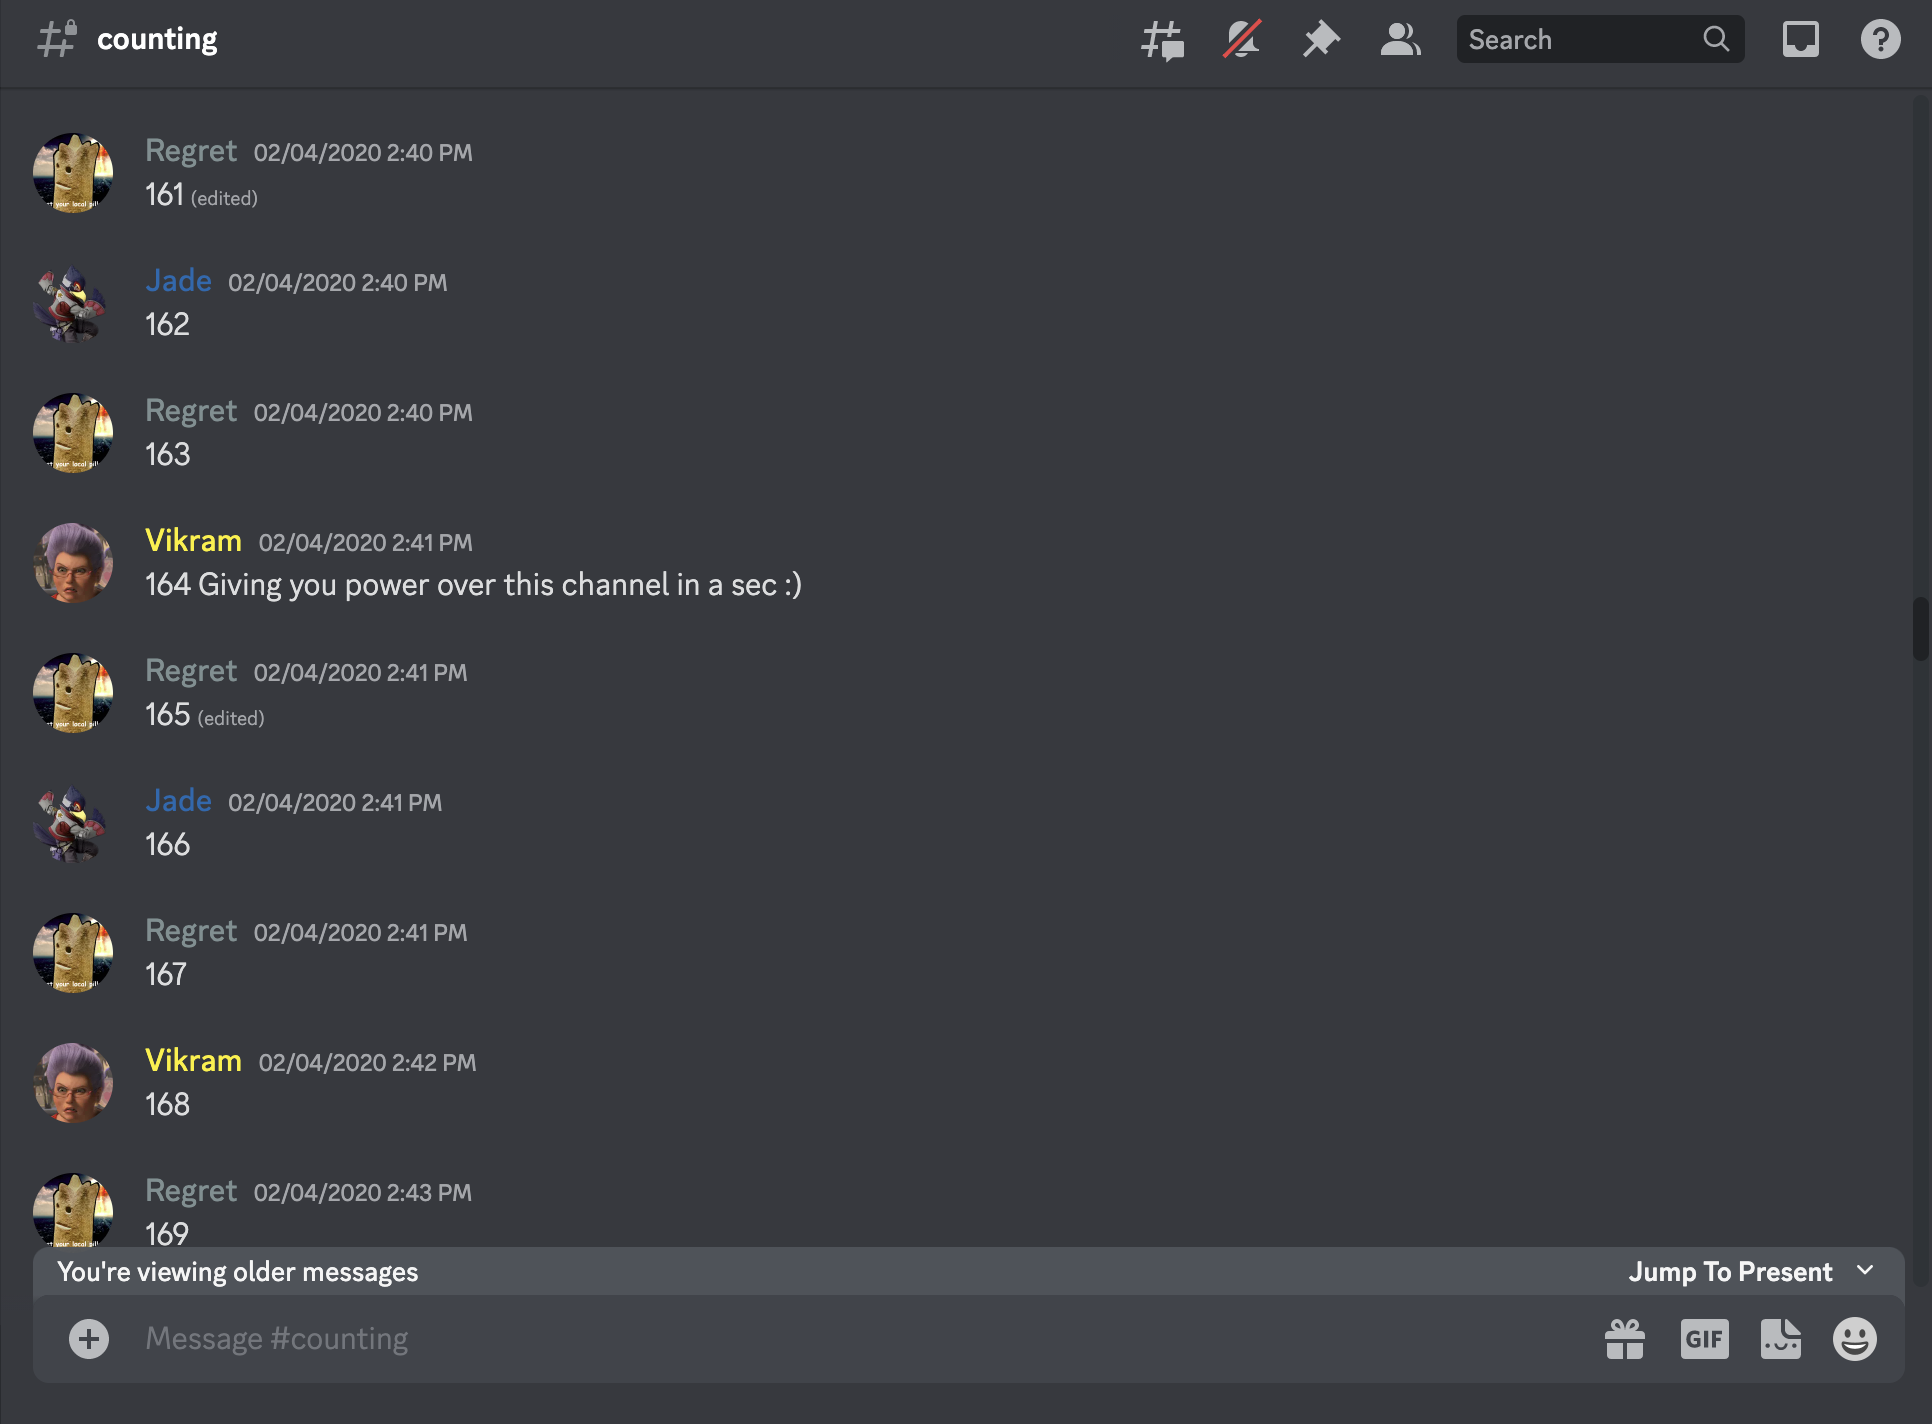 counting
Search
Regret 02/04/2020 2:40 PM
161 (edited)
Jade 02/04/2020 2:40 PM
162
Regret 02/04/2020 2:40 PM
163
Vikram 02/04/2020 2:41 PM
164 Giving you power over this channel in a sec :)
Regret 02/04/2020 2:41 PM
165 (edited)
Jade 02/04/2020 2:41 PM
166
Regret 02/04/2020 2:41 PM
167
Vikram 02/04/2020 2:42 PM
168
Regret 02/04/2020 2:43 PM
169
You're viewing older messages
Jump To Present
Message #counting
GIF